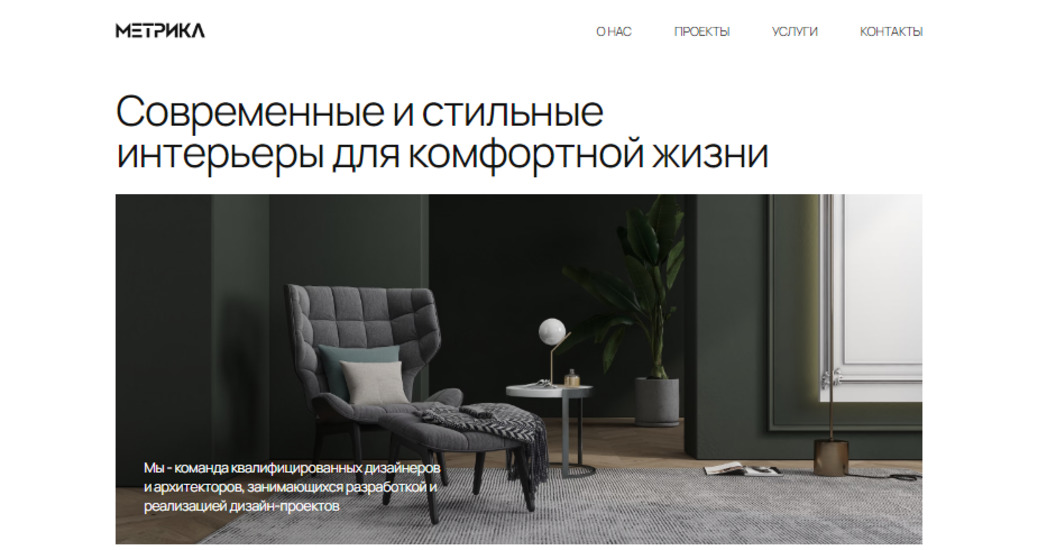 МЕТРИКА
О НАС
ПРОЕКТЫ
УСЛУГИ
КОНТАКТЫ
Современные и стильные
интерьеры для комфортной жизни
Мы - команда квалифицированных дизайнеров
и архитекторов, занимающихся разработкой и
реализацией дизайн-проектов